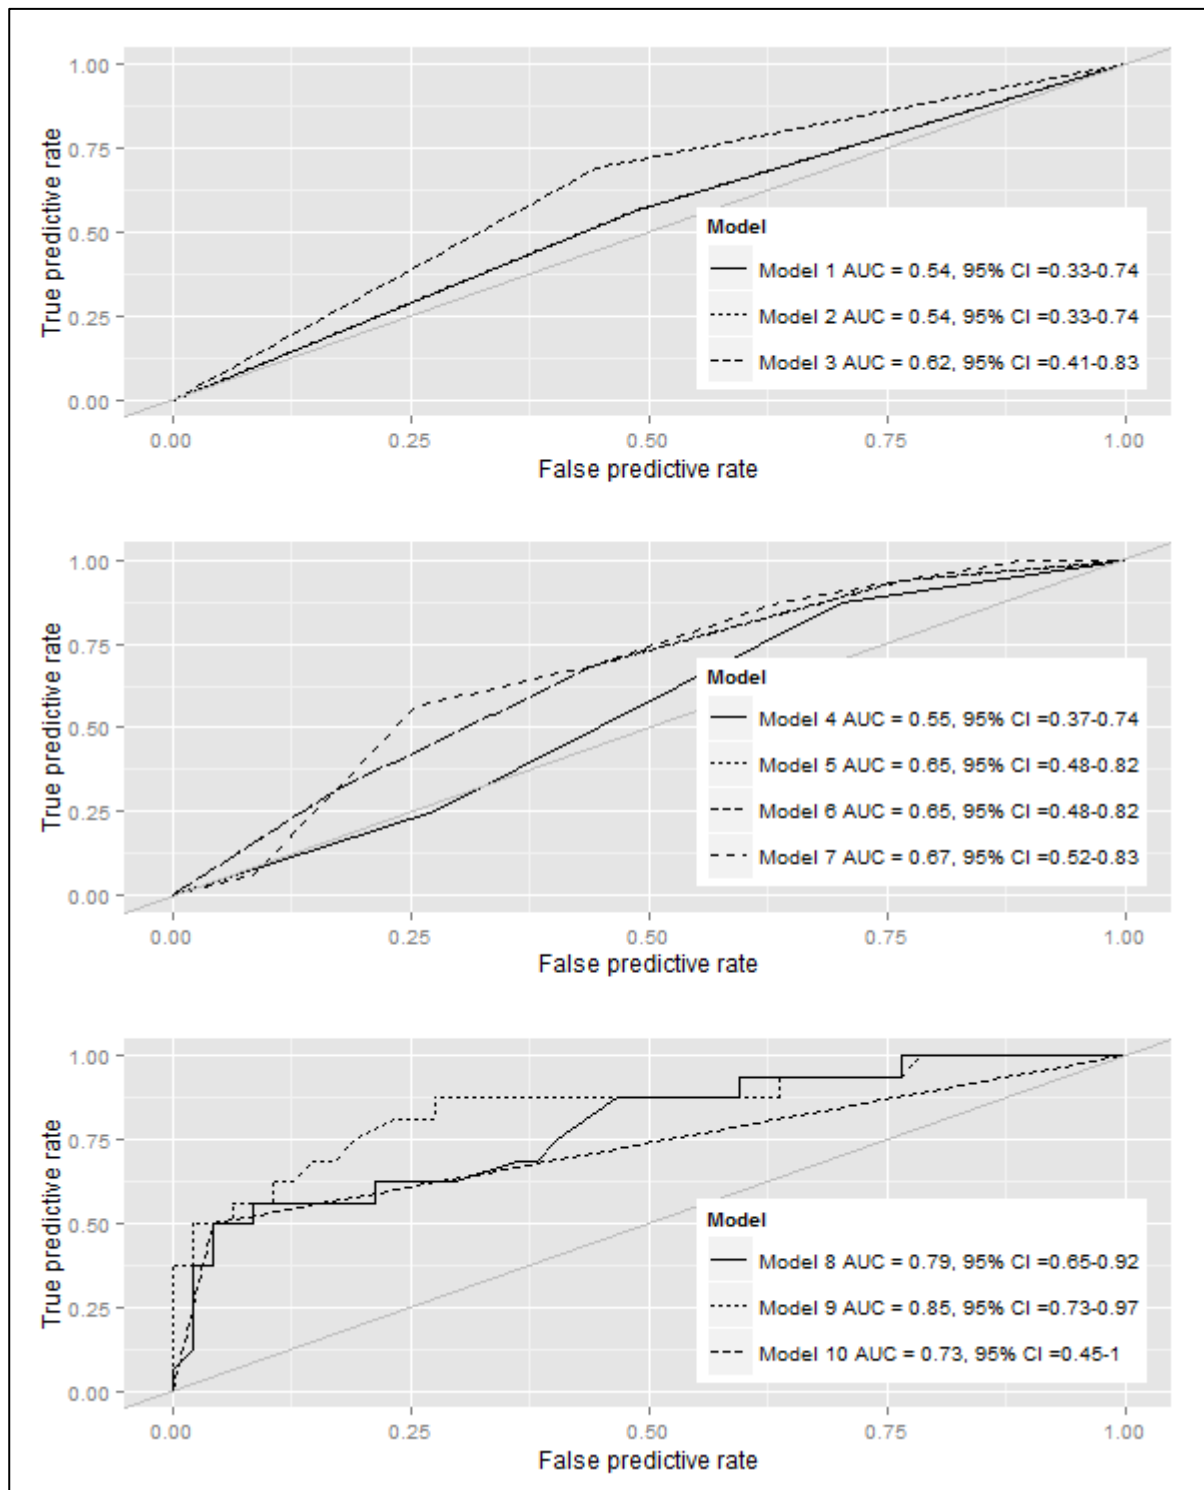 1.00
0.75
0.50
0.25
0.00
True predictive rate
Model
Model 1 AUC = 0.54, 95% CI =0.33-0.74
Model 2 AUC = 0.54, 95% CI =0.33-0.74
Model 3 AUC = 0.62, 95% CI =0.41-0.83
0.00 0.25 0.50 0.75 1.00
False predictive rate
1.00
0.75
0.50
0.25
0.00
True predictive rate
Model
Model 4 AUC = 0.55, 95% CI =0.37-0.74
Model 5 AUC = 0.65, 95% CI =0.48-0.82
Model 6 AUC = 0.65, 95% CI =0.48-0.82
Model 7 AUC = 0.67, 95% CI =0.52-0.83
0.00 0.25 0.50 0.75 1.00
False predictive rate
1.00
0.75
0.50
0.25
0.00
True predictive rate
Model
Model 8 AUC = 0.79, 95% CI =0.65-0.92
Model 9 AUC = 0.85, 95% CI =0.73-0.97
Model 10 AUC = 0.73, 95% CI =0.45-1
0.00 0.25 0.50 0.75 1.00
False predictive rate